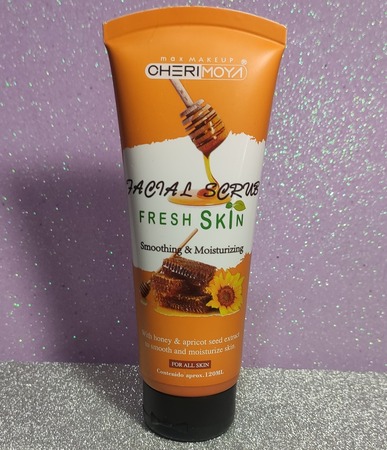 max MAKEUP
CHERIMOYA®
FACIAL SCRUB
FRESH SKIN
Smoothing & Moisturizing
With honey & apricot seed extract
to smooth and moisturize skin
FOR ALL SKIN
Contenido aprox.120ML